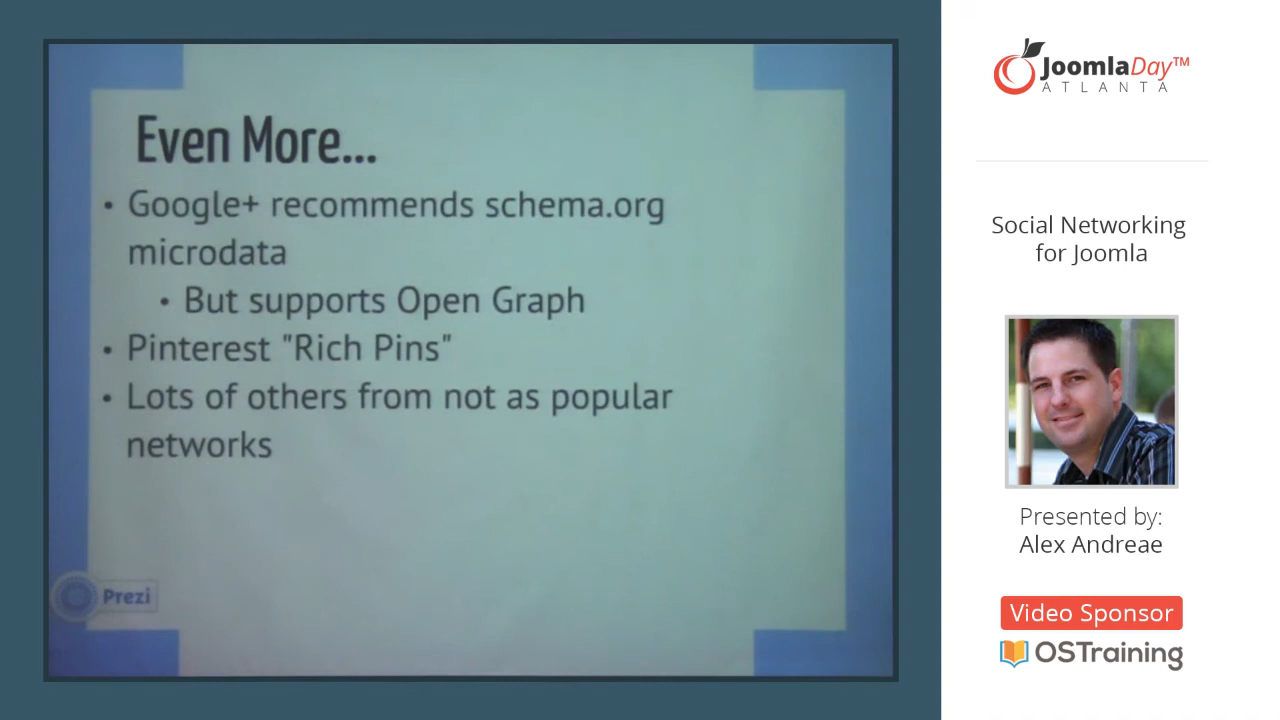 Even More...
• Google+ recommends schema.org
microdata
• But supports Open Graph
• Pinterest "Rich Pins"
• Lots of others from not as popular
networks
Prezi
JoomlaDay™
ATLANTA
Social Networking
for Joomla
Presented by:
Alex Andreae
Video Sponsor
OSTraining